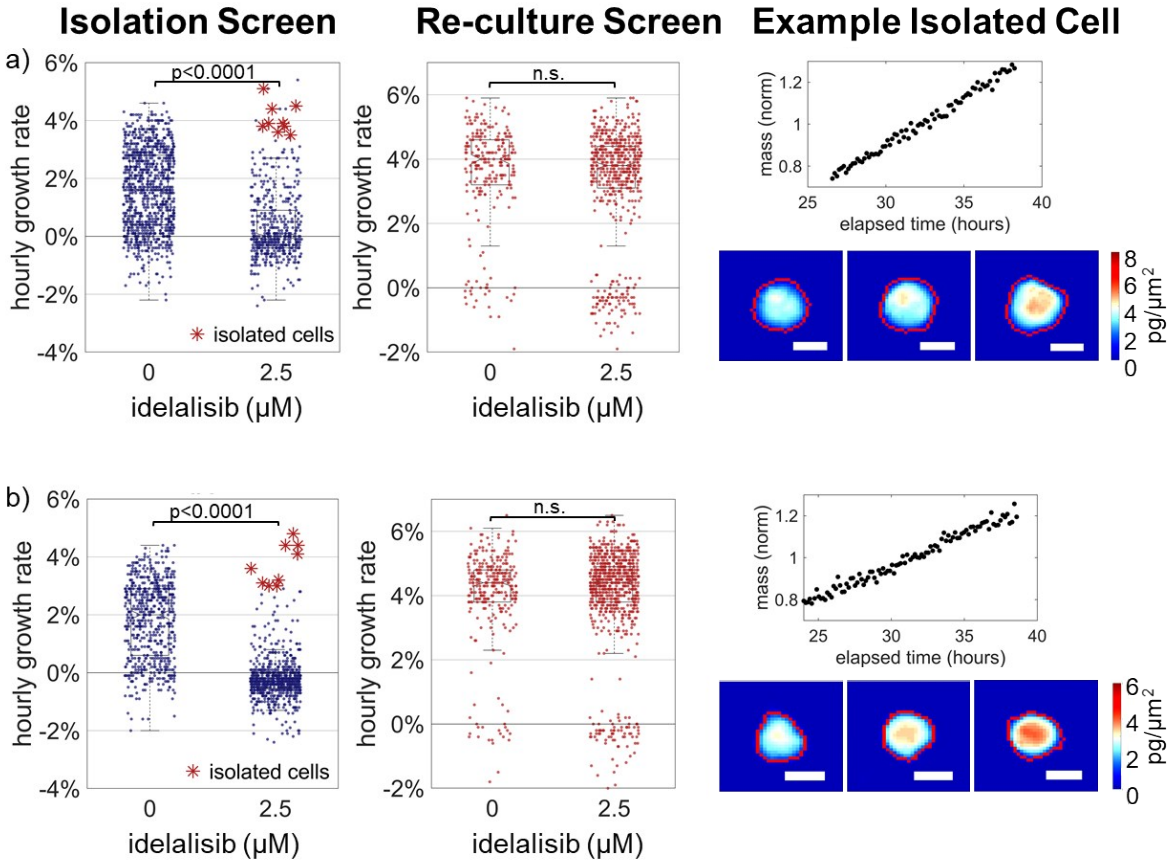 Isolation Screen
Re-culture Screen
Example Isolated Cell
a)
6%
4%
2%
0%
-2%
-4%
hourly growth rate
p<0.0001
isolated cells
0
2.5
idelalisib (µM)
6%
4%
2%
0%
-2%
hourly growth rate
n.s.
0
2.5
idelalisib (µM)
1.2
1
0.8
mass (norm)
25
30
35
40
elapsed time (hours)
8
6
4
2
0
pg/µm²
b)
6%
4%
2%
0%
-2%
-4%
hourly growth rate
p<0.0001
isolated cells
0
2.5
idelalisib (µM)
6%
4%
2%
0%
-2%
hourly growth rate
n.s.
0
2.5
idelalisib (µM)
1.2
1
0.8
mass (norm)
25
30
35
40
elapsed time (hours)
6
4
2
0
pg/µm²